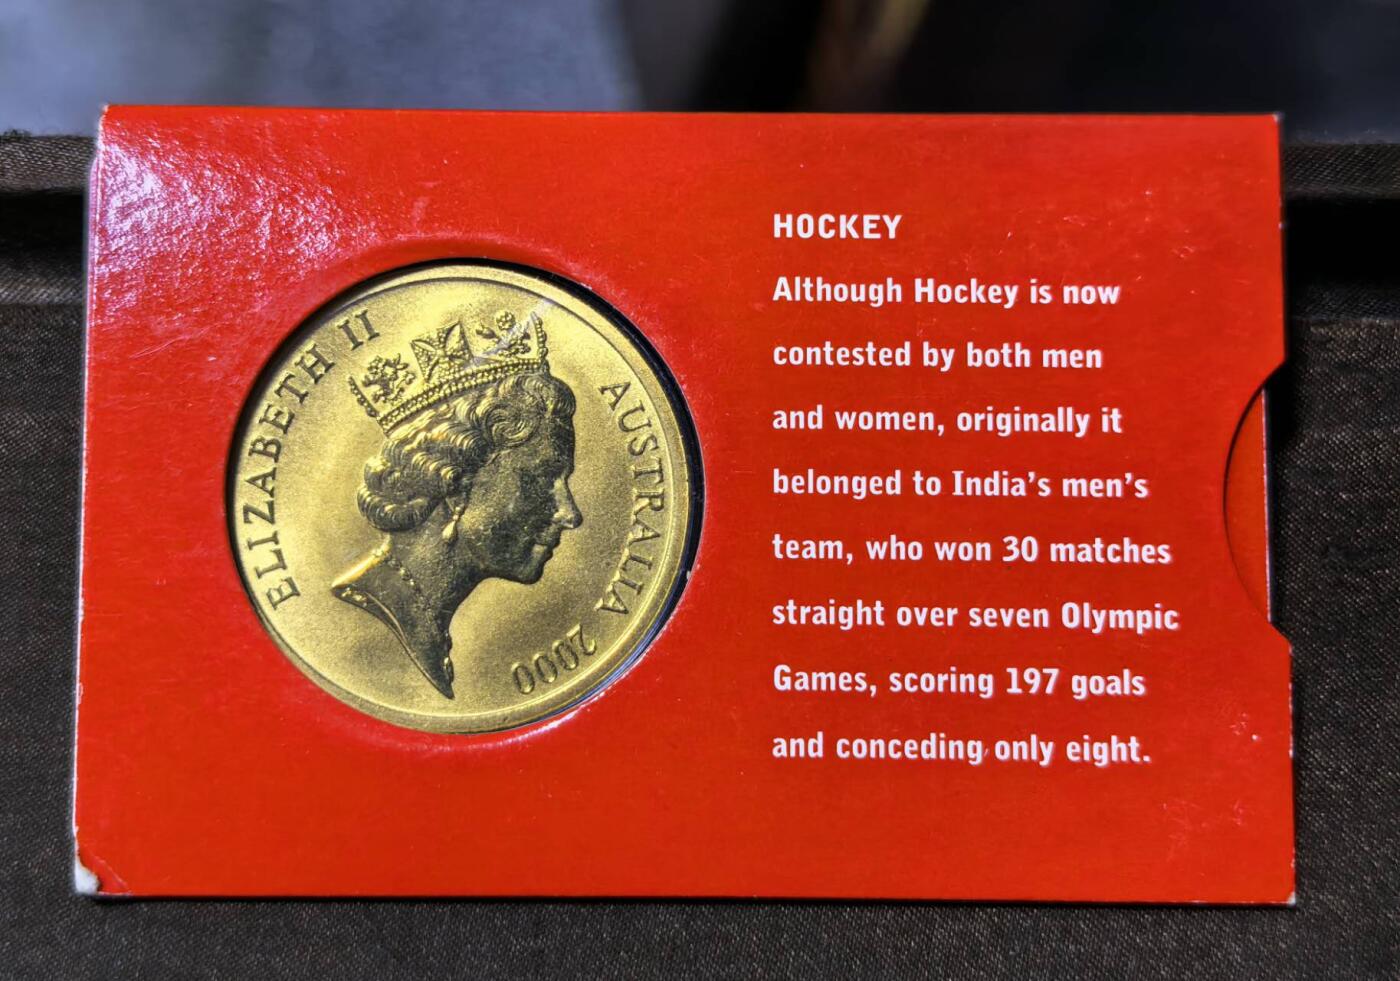 ELIZABETH II
AUSTRALIA 2000
HOCKEY
Although Hockey is now
contested by both men
and women, originally it
belonged to India's men's
team, who won 30 matches
straight over seven Olympic
Games, scoring 197 goals
and conceding only eight.